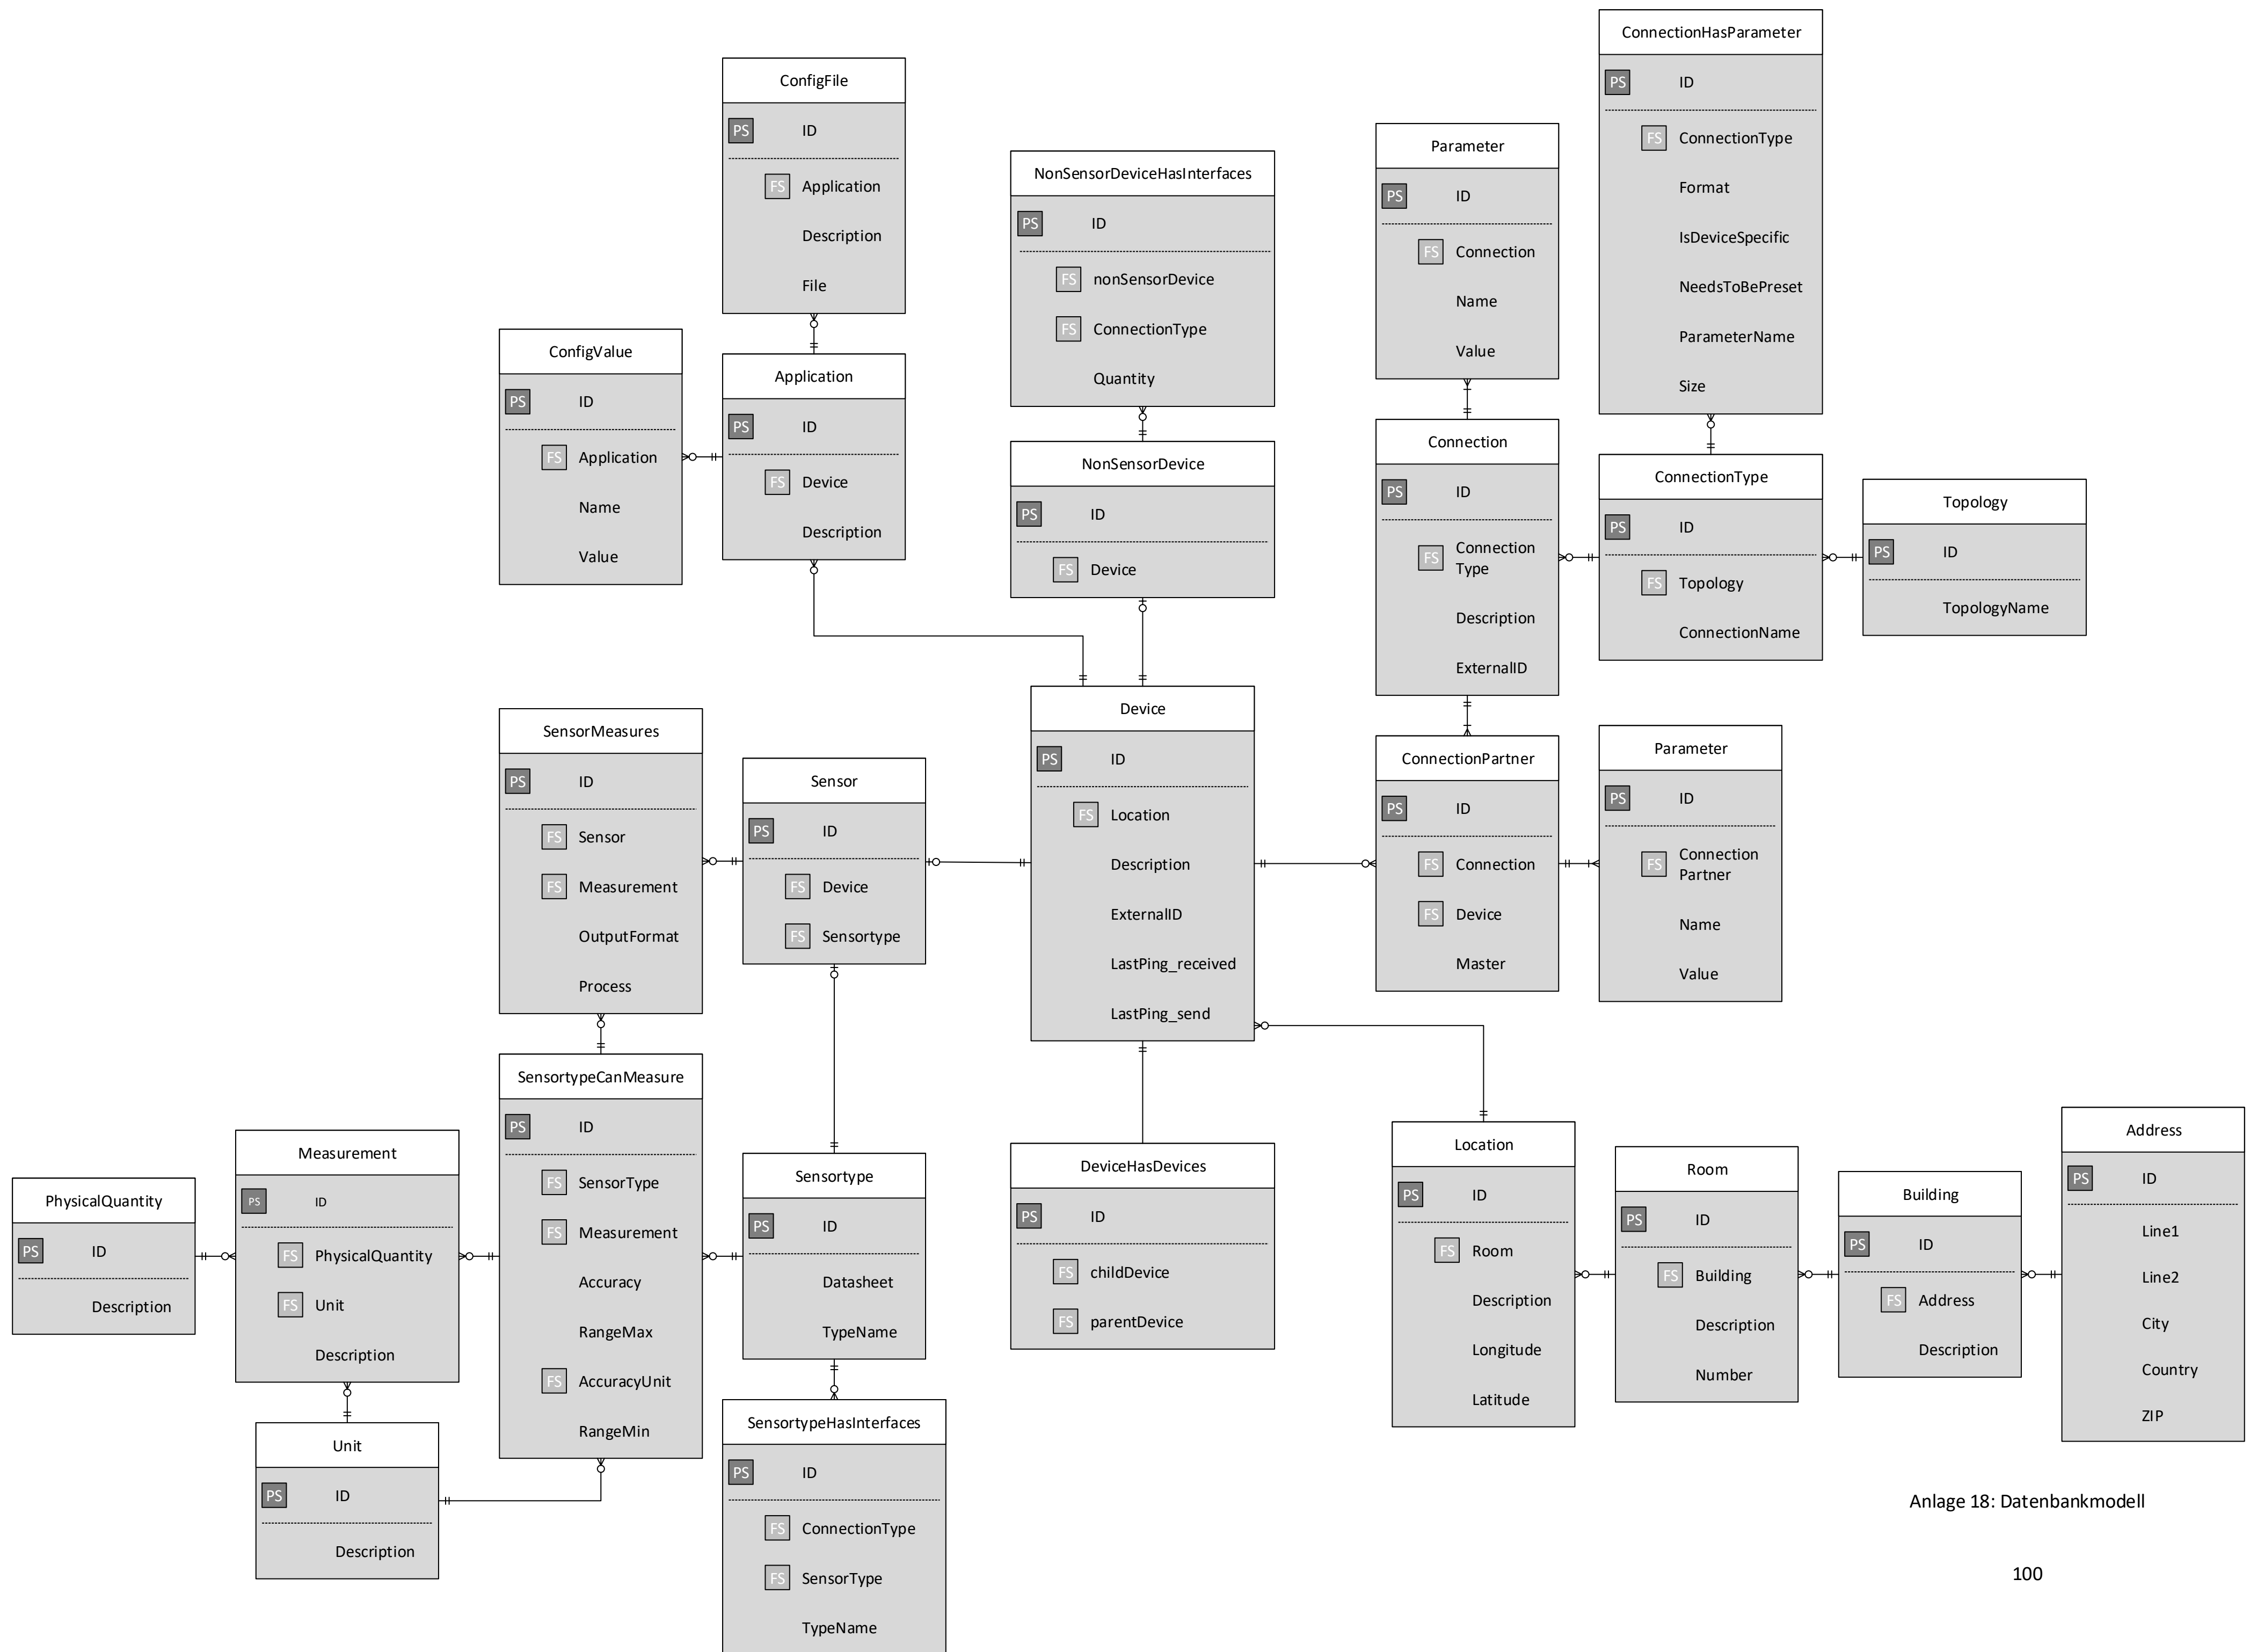 ConnectionHasParameter
PS ID
FS ConnectionType
Format
IsDeviceSpecific
NeedsToBePreset
ParameterName
Size
ConfigFile
PS ID
FS Application
Description
File
Parameter
PS ID
FS Connection
Name
Value
NonSensorDeviceHasInterfaces
PS ID
FS nonSensorDevice
FS ConnectionType
Quantity
ConfigValue
PS ID
FS Application
Name
Value
Application
PS ID
FS Device
Description
NonSensorDevice
PS ID
FS Device
Connection
PS ID
FS Connection
Type
Description
ExternalID
ConnectionType
PS ID
FS Topology
ConnectionName
Topology
PS ID
TopologyName
SensorMeasures
PS ID
FS Sensor
FS Measurement
OutputFormat
Process
Sensor
PS ID
FS Device
FS Sensortype
Device
PS ID
FS Location
Description
ExternalID
LastPing_received
LastPing_send
ConnectionPartner
PS ID
FS Connection
FS Device
Master
Parameter
PS ID
FS Connection
Partner
Name
Value
PhysicalQuantity
PS ID
Description
Measurement
PS ID
FS PhysicalQuantity
FS Unit
Description
SensortypeCanMeasure
PS ID
FS SensorType
FS Measurement
Accuracy
RangeMax
FS AccuracyUnit
RangeMin
Sensortype
PS ID
Datasheet
TypeName
DeviceHasDevices
PS ID
FS childDevice
FS parentDevice
Location
PS ID
FS Room
Description
Longitude
Latitude
Room
PS ID
FS Building
Description
Number
Building
PS ID
FS Address
Description
Address
PS ID
Line1
Line2
City
Country
ZIP
Unit
PS ID
Description
SensortypeHasInterfaces
PS ID
FS ConnectionType
FS SensorType
TypeName
Anlage 18: Datenbankmodell
100